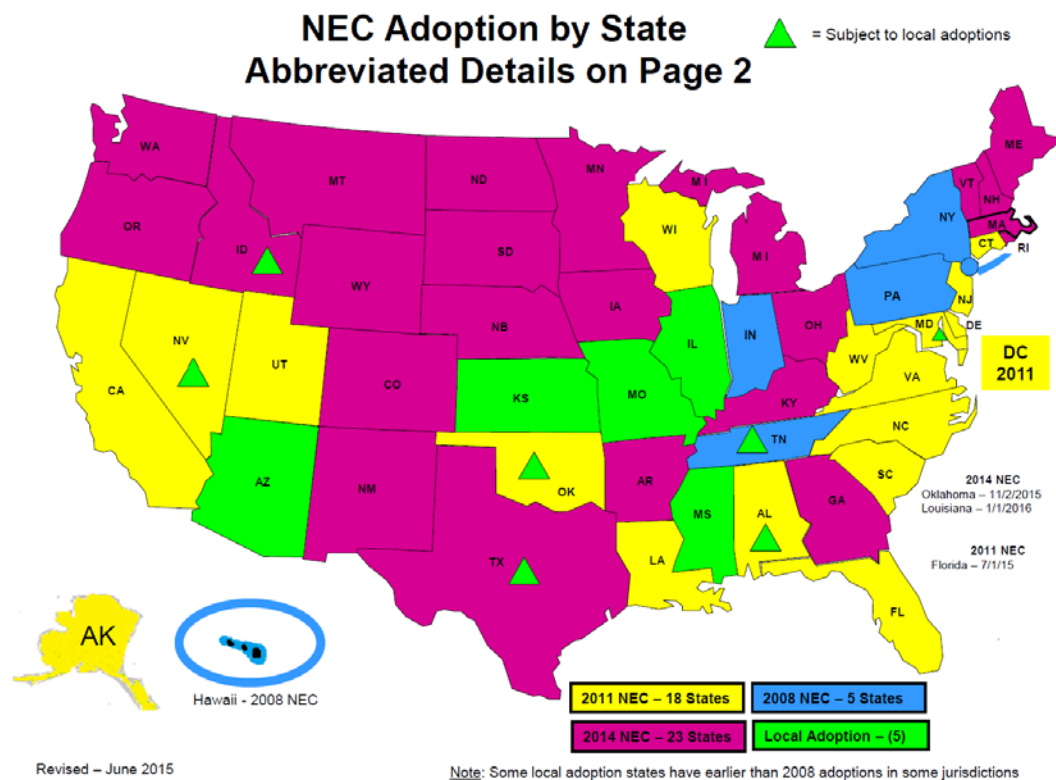 NEC Adoption by State
Abbreviated Details on Page 2
= Subject to local adoptions
WA
MT
ND
MN
MI
ME
VT
NH
NY
MA
OR
ID
SD
WI
MI
CT
RI
WY
IA
PA
NJ
NB
OH
MD
DE
NV
UT
IL
IN
WV
DC
2011
CA
CO
KS
MO
VA
KY
NC
TN
AZ
NM
OK
AR
SC
2014 NEC
Oklahoma – 11/2/2015
Louisiana – 1/1/2016
MS
AL
GA
2011 NEC
Florida – 7/1/15
TX
LA
FL
AK
Hawaii - 2008 NEC
2011 NEC – 18 States
2008 NEC – 5 States
2014 NEC – 23 States
Local Adoption – (5)
Revised – June 2015
Note: Some local adoption states have earlier than 2008 adoptions in some jurisdictions